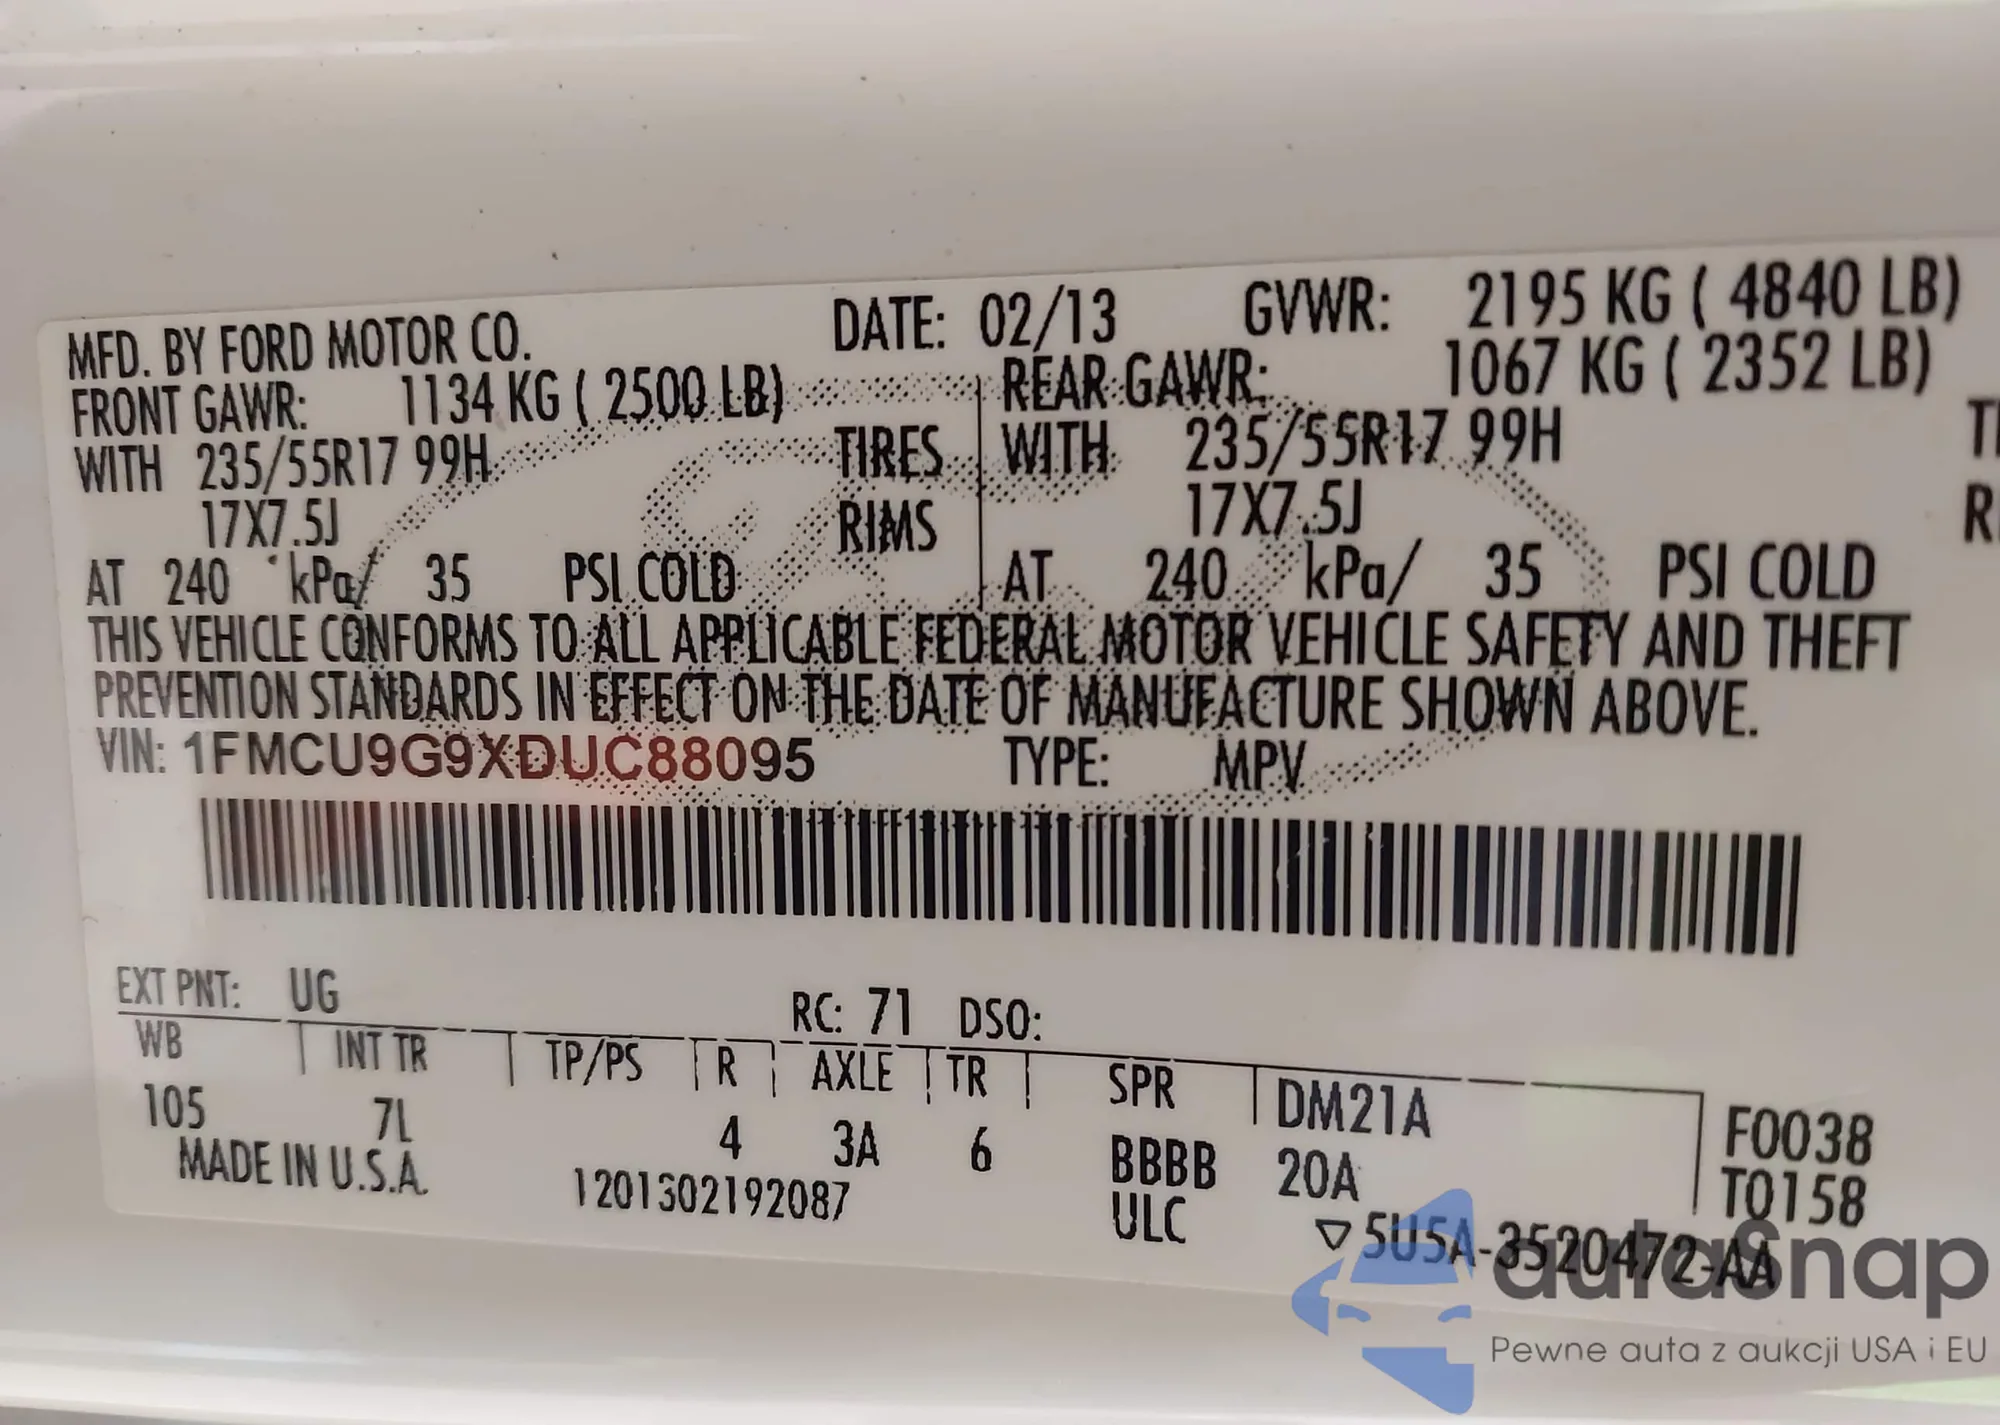 MFD. BY FORD MOTOR CO. DATE: 02/13 GVWR: 2195 KG ( 4840 LB)
FRONT GAWR: 1134 KG ( 2500 LB) REAR GAWR: 1067 KG ( 2352 LB)
WITH 235/55R17 99H TIRES WITH 235/55R17 99H
17X7.5J RIMS 17X7.5J
AT 240 kPa/ 35 PSI COLD AT 240 kPa/ 35 PSI COLD
THIS VEHICLE CONFORMS TO ALL APPLICABLE FEDERAL MOTOR VEHICLE SAFETY AND THEFT
PREVENTION STANDARDS IN EFFECT ON THE DATE OF MANUFACTURE SHOWN ABOVE.
VIN: 1FMCU9G9XDUC88095 TYPE: MPV
EXT PNT: UG RC: 71 DSO:
WB INT TR TP/PS R AXLE TR SPR DM21A F0038
105 7L 4 3A 6 BBBB 20A T0158
MADE IN U.S.A. 1201302192087 ULC ▽5U5A-3520472-AA
autosnap
Pewne auta z aukcji USA i EU